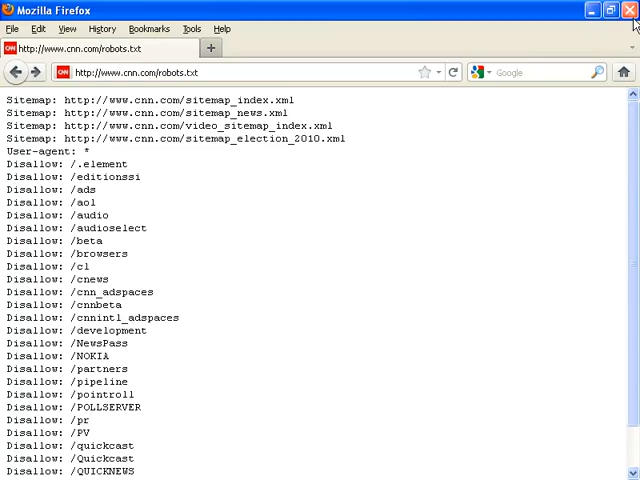 Mozilla Firefox
File Edit View History Bookmarks Tools Help
CNN http://www.cnn.com/robots.txt
CNN http://www.cnn.com/robots.txt Google
Sitemap: http://www.cnn.com/sitemap_index.xml
Sitemap: http://www.cnn.com/sitemap_news.xml
Sitemap: http://www.cnn.com/video_sitemap_index.xml
Sitemap: http://www.cnn.com/sitemap_election_2010.xml
User-agent: *
Disallow: /.element
Disallow: /editionssi
Disallow: /ads
Disallow: /aol
Disallow: /audio
Disallow: /audioselect
Disallow: /beta
Disallow: /browsers
Disallow: /cl
Disallow: /cnews
Disallow: /cnn_adspaces
Disallow: /cnnbeta
Disallow: /cnnintl_adspaces
Disallow: /development
Disallow: /NewsPass
Disallow: /NOKIA
Disallow: /partners
Disallow: /pipeline
Disallow: /pointroll
Disallow: /POLLSERVER
Disallow: /pr
Disallow: /PV
Disallow: /quickcast
Disallow: /Quickcast
Disallow: /QUICKNEWS